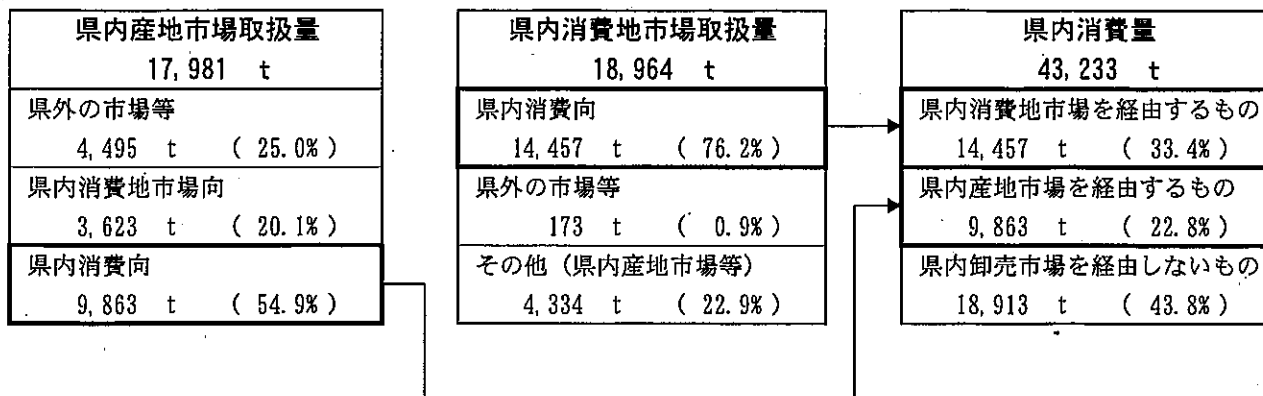 県内産地市場取扱量
17,981 t
県外の市場等
4,495 t ( 25.0% )
県内消費地市場向
3,623 t ( 20.1% )
県内消費向
9,863 t ( 54.9% )
県内消費地市場取扱量
18,964 t
県内消費向
14,457 t ( 76.2% )
県外の市場等
173 t ( 0.9% )
その他（県内産地市場等）
4,334 t ( 22.9% )
県内消費量
43,233 t
県内消費地市場を経由するもの
14,457 t ( 33.4% )
県内産地市場を経由するもの
9,863 t ( 22.8% )
県内卸売市場を経由しないもの
18,913 t ( 43.8% )